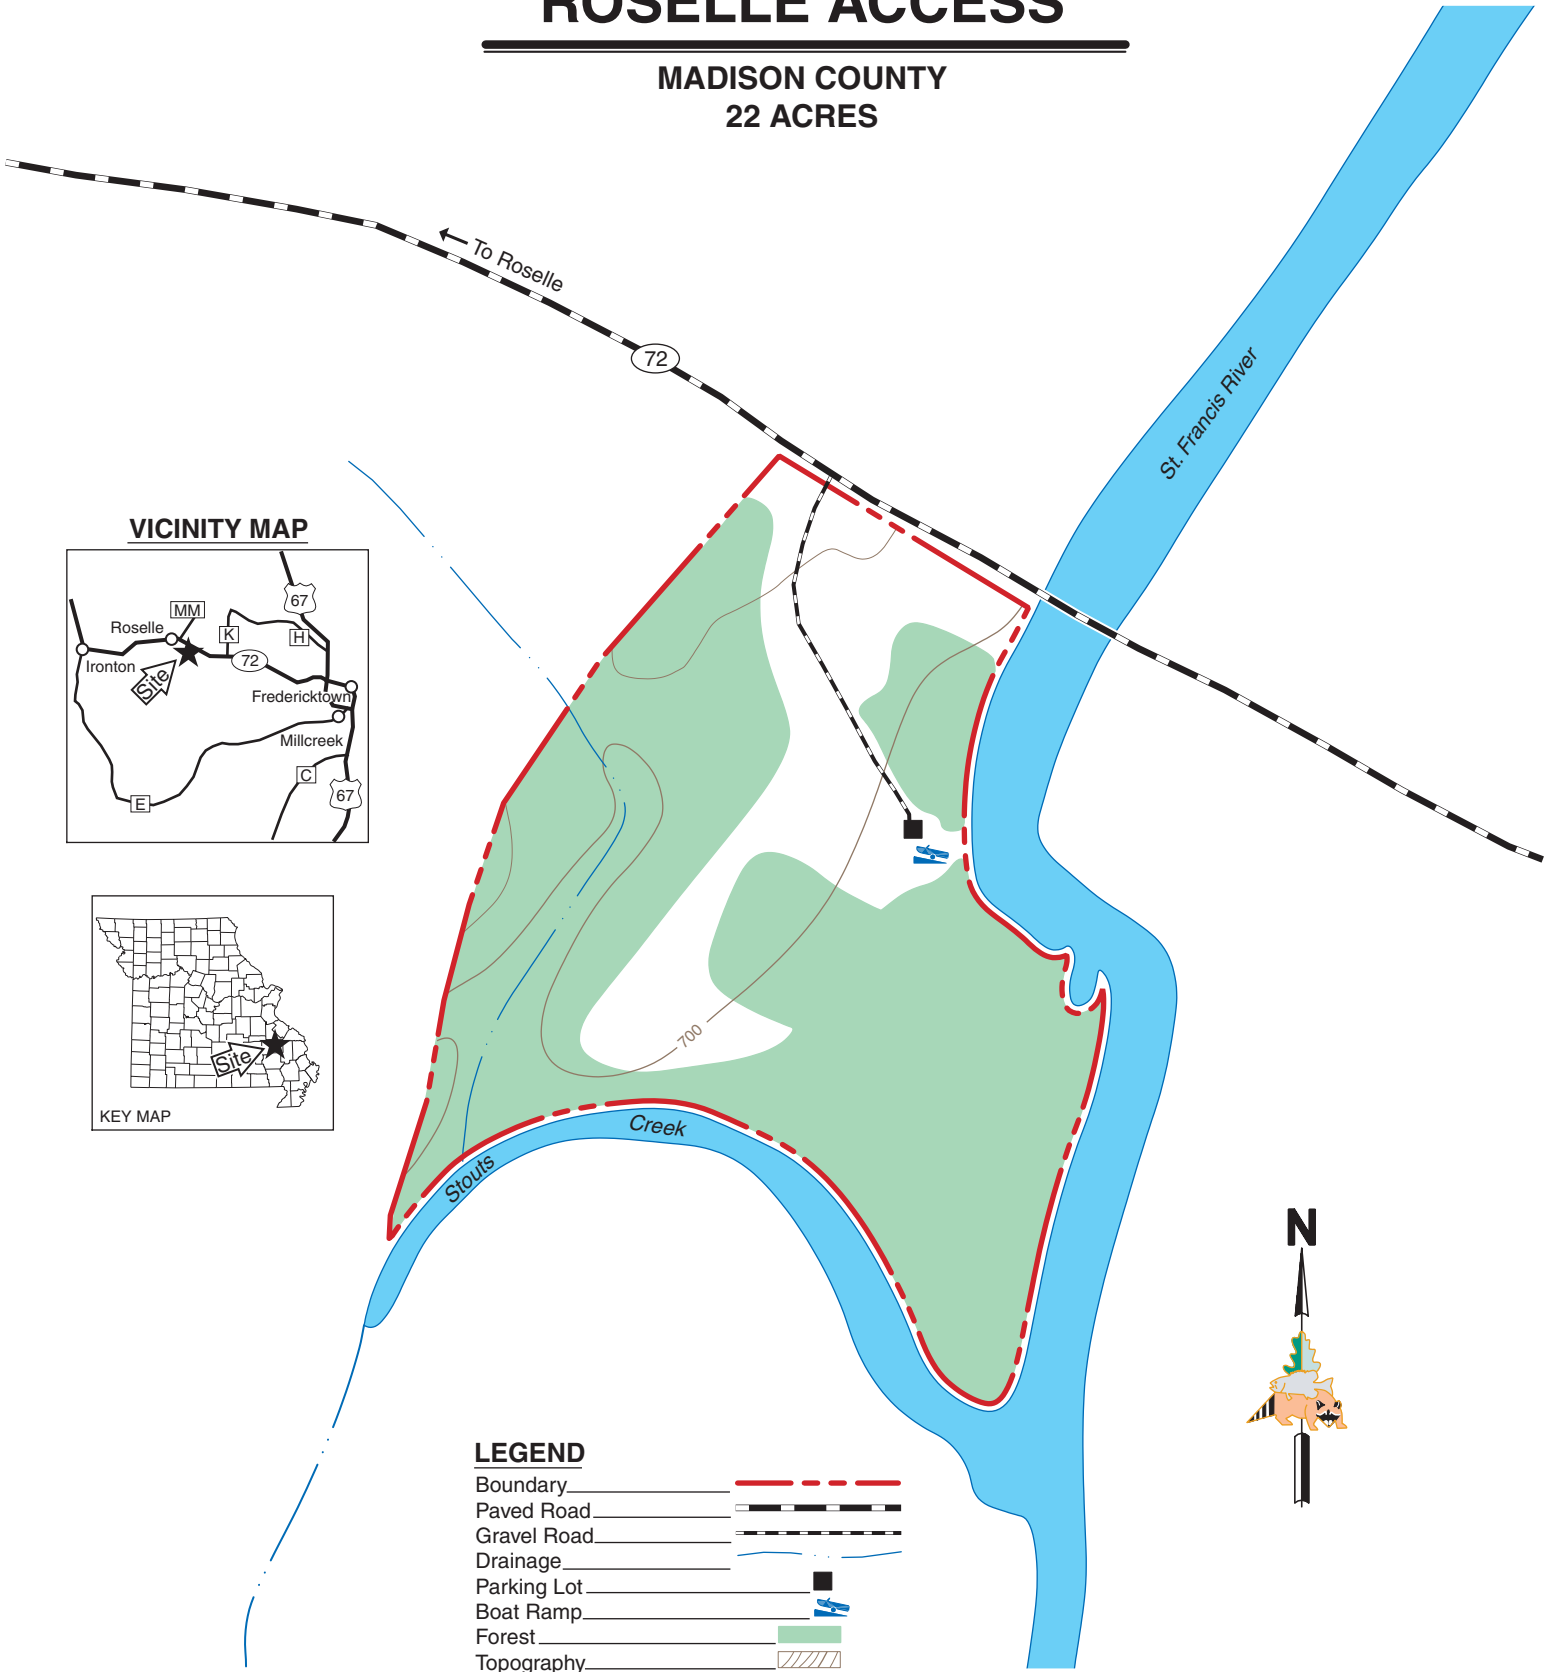 ROSELLE ACCESS
MADISON COUNTY
22 ACRES
To Roselle
72
St. Francis River
VICINITY MAP
67
MM
Roselle
K
H
72
Ironton
Site
Fredericktown
Millcreek
C
67
E
Site
KEY MAP
700
Stouts Creek
N
LEGEND
Boundary
Paved Road
Gravel Road
Drainage
Parking Lot
Boat Ramp
Forest
Topography